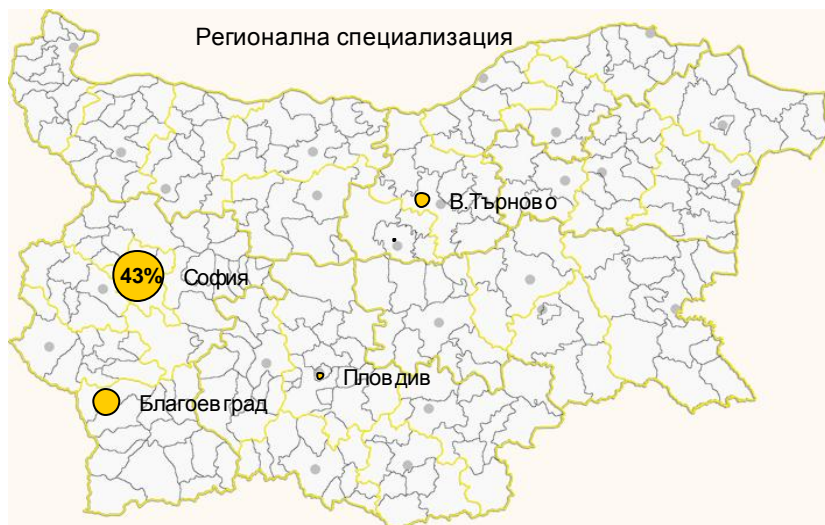 Регионална специализация
В.Търново
43%
София
Пловдив
Благоевград